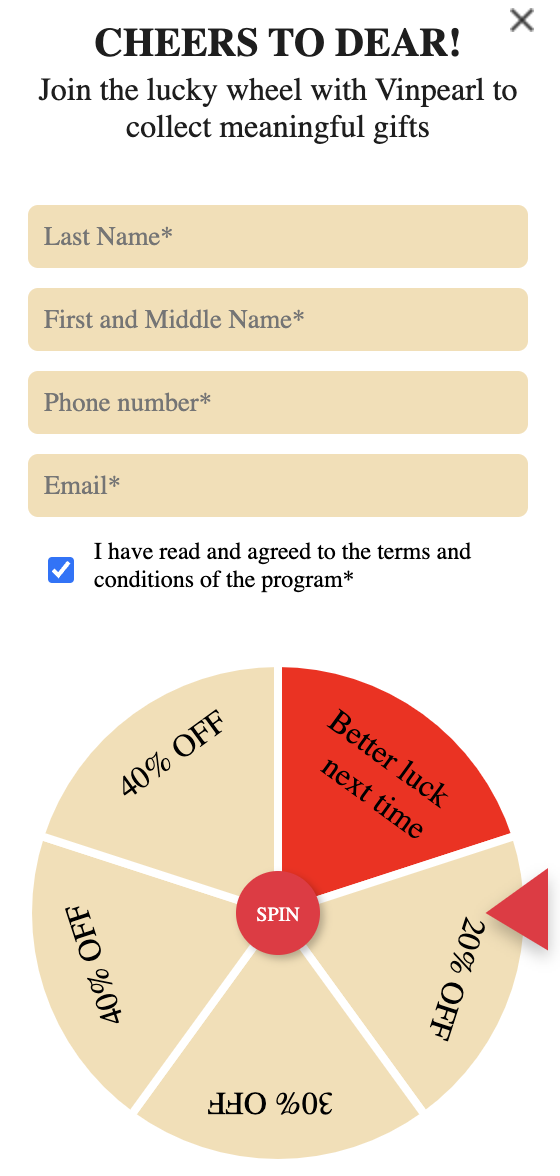 CHEERS TO DEAR!
Join the lucky wheel with Vinpearl to
collect meaningful gifts
Last Name*
First and Middle Name*
Phone number*
Email*
I have read and agreed to the terms and
conditions of the program*
40% OFF
Better luck
next time
40% OFF
SPIN
20% OFF
30% OFF